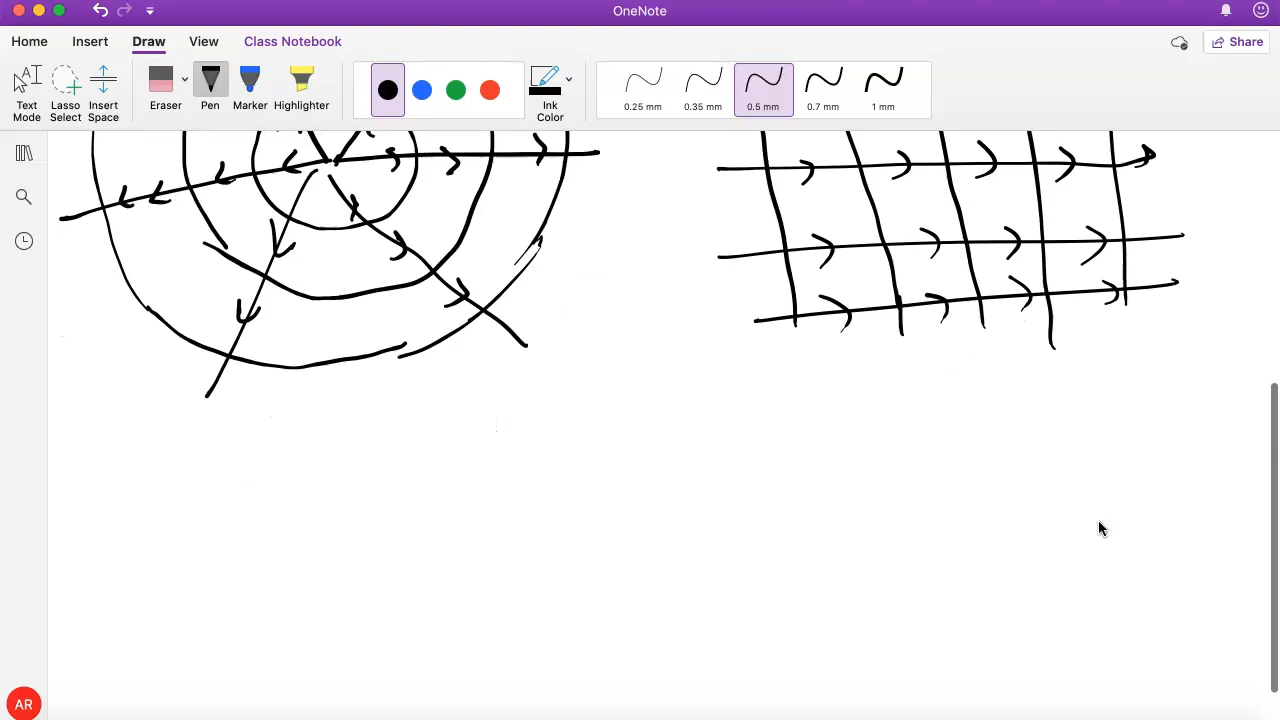 OneNote
Home Insert Draw View Class Notebook Share
Text Mode Lasso Select Insert Space Eraser Pen Marker Highlighter Ink Color 0.25 mm 0.35 mm 0.5 mm 0.7 mm 1 mm
AR